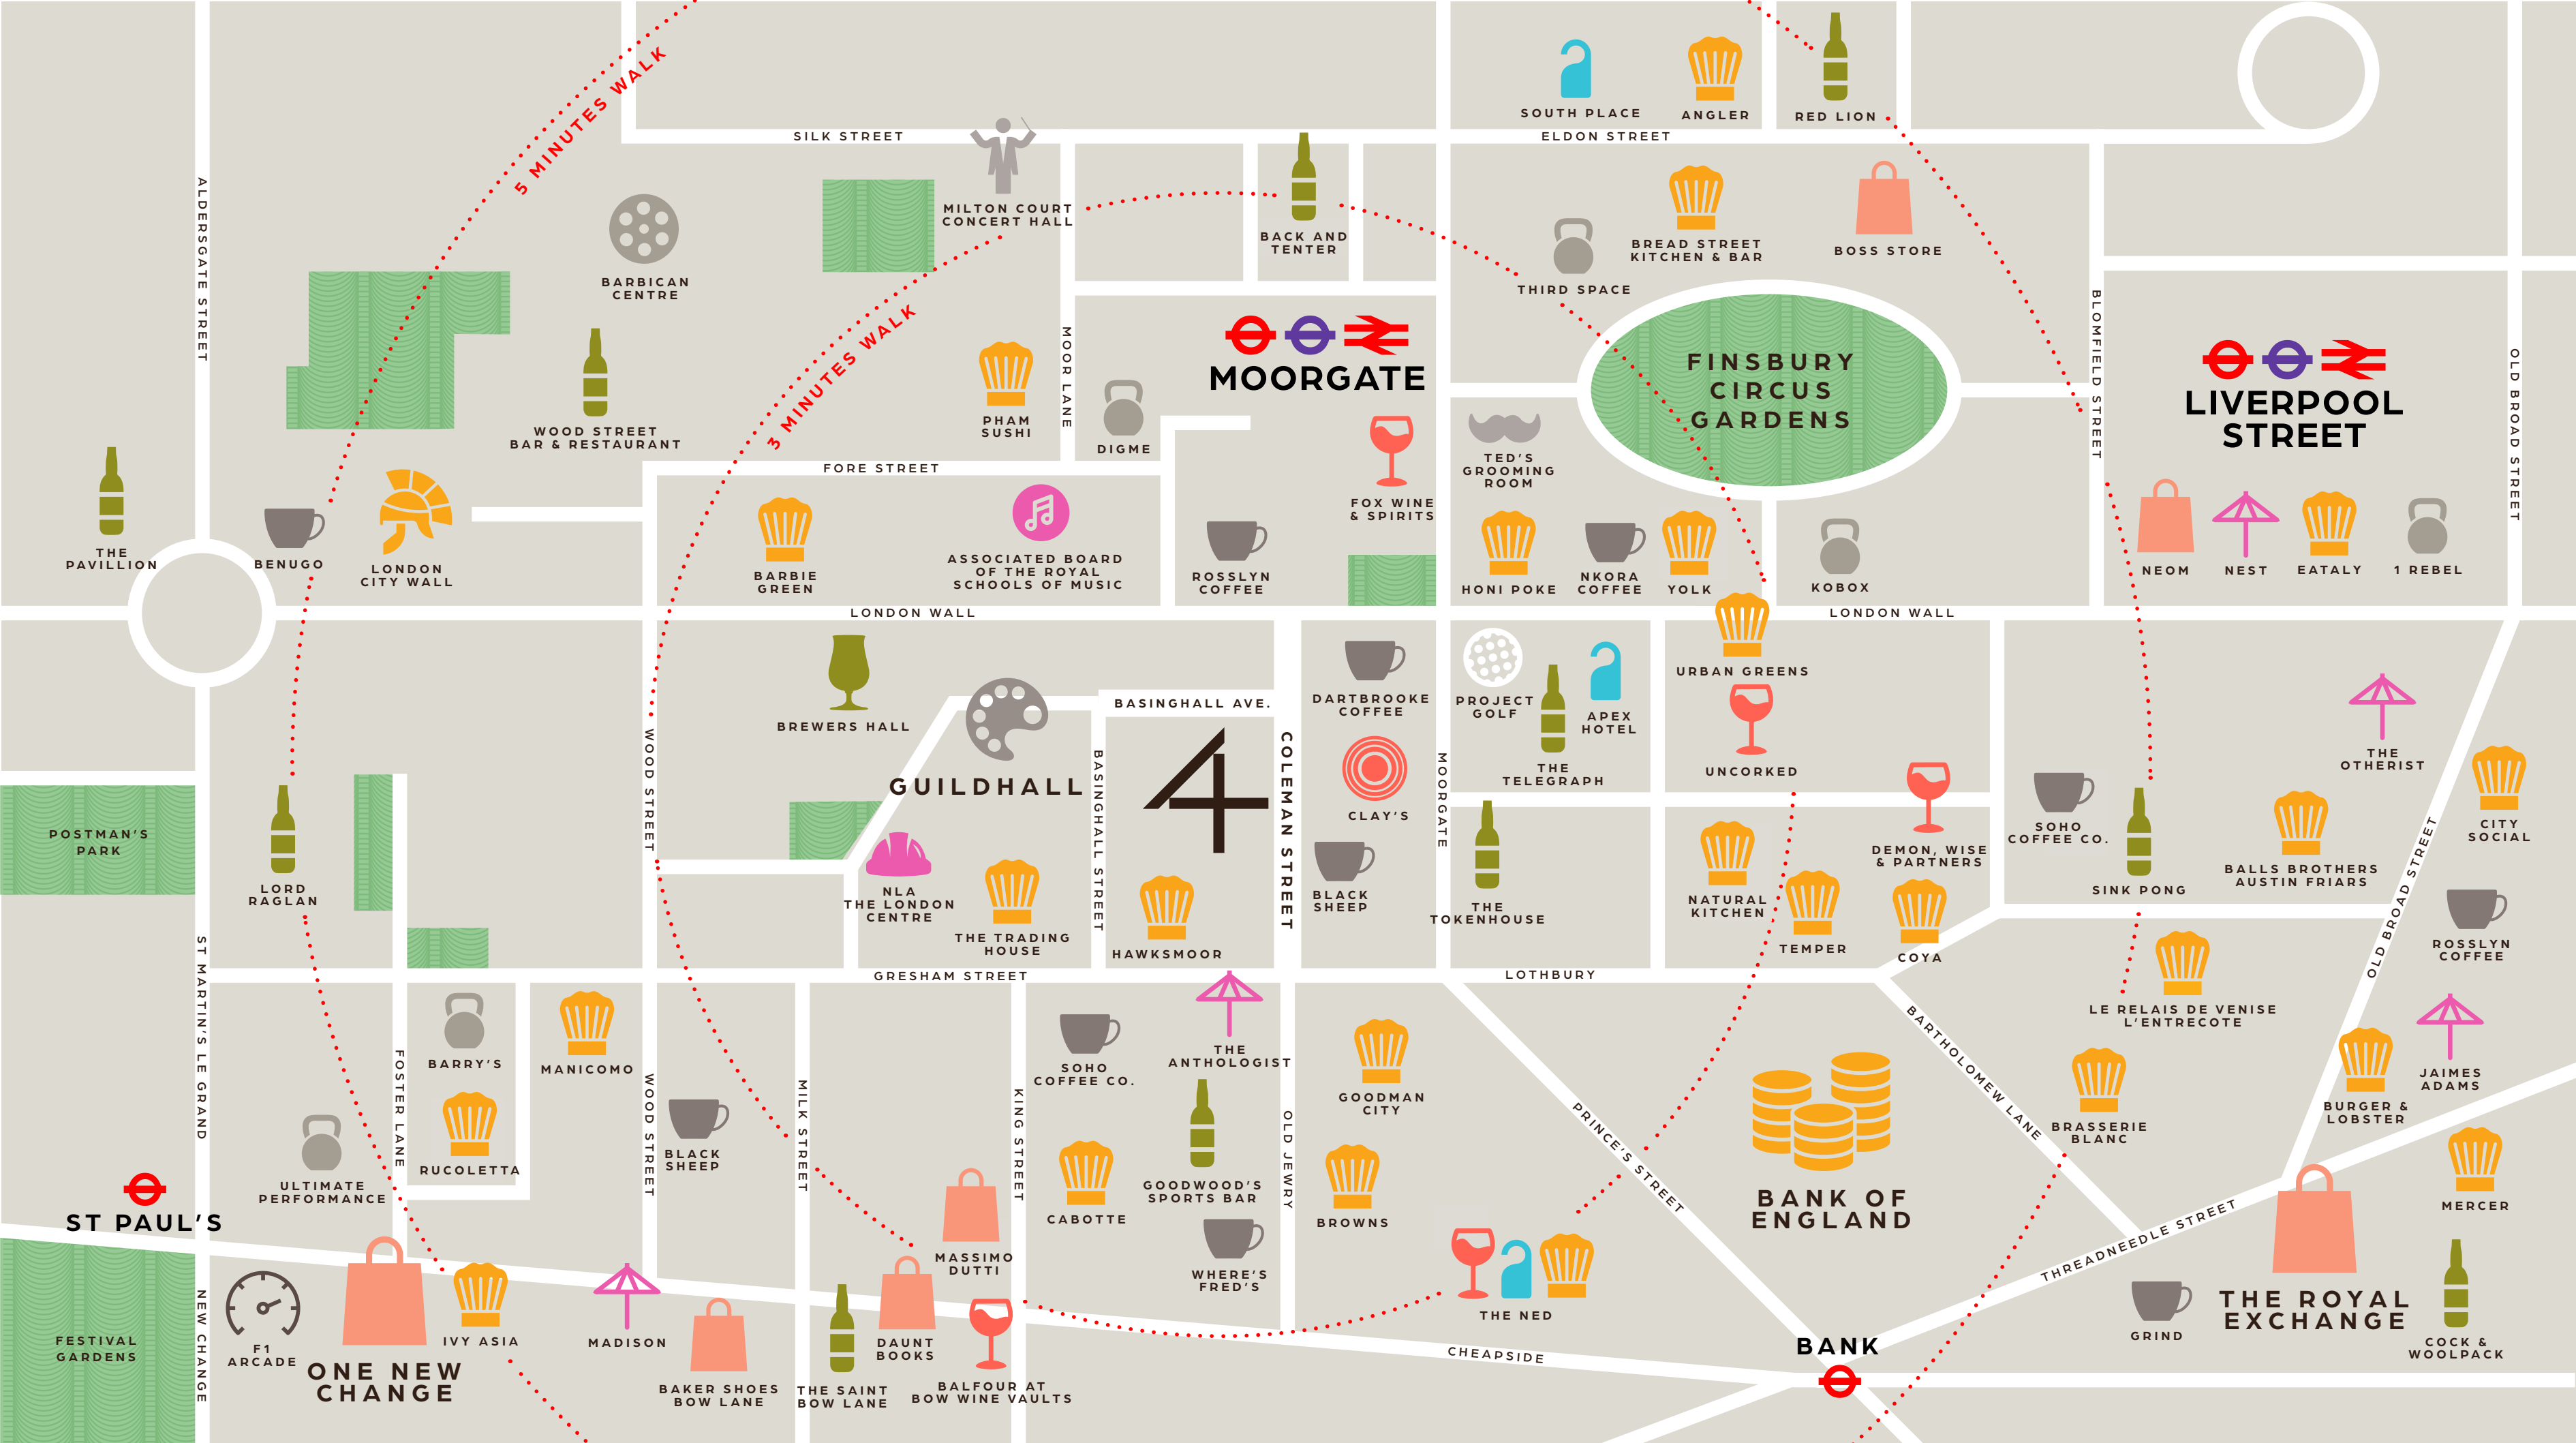 5 MINUTES WALK
SOUTH PLACE
ANGLER
RED LION
SILK STREET
ELDON STREET
ALDERSGATE STREET
MILTON COURT
CONCERT HALL
BACK AND
TENTER
BREAD STREET
KITCHEN & BAR
BOSS STORE
BARBICAN
CENTRE
THIRD SPACE
3 MINUTES WALK
MOOR LANE
MOORGATE
FINSBURY
CIRCUS
GARDENS
BLOMFIELD STREET
LIVERPOOL
STREET
OLD BROAD STREET
WOOD STREET
BAR & RESTAURANT
PHAM
SUSHI
DIGME
FORE STREET
TED'S
GROOMING
ROOM
FOX WINE
& SPIRITS
THE
PAVILLION
BENUGO
LONDON
CITY WALL
BARBIE
GREEN
ASSOCIATED BOARD
OF THE ROYAL
SCHOOLS OF MUSIC
ROSSLYN
COFFEE
HONI POKE
NKORA
COFFEE
YOLK
KOBOX
NEOM
NEST
EATALY
1 REBEL
LONDON WALL
LONDON WALL
BREWERS HALL
BASINGHALL AVE.
DARTBROOKE
COFFEE
PROJECT
GOLF
APEX
HOTEL
URBAN GREENS
THE
TELEGRAPH
UNCORKED
THE
OTHERIST
WOOD STREET
GUILDHALL
BASINGHALL STREET
4
COLEMAN STREET
CLAY'S
MOORGATE
POSTMAN'S
PARK
LORD
RAGLAN
NLA
THE LONDON
CENTRE
THE TRADING
HOUSE
HAWKSMOOR
BLACK
SHEEP
THE
TOKENHOUSE
NATURAL
KITCHEN
TEMPER
DEMON, WISE
& PARTNERS
COYA
SOHO
COFFEE CO.
SINK PONG
BALLS BROTHERS
AUSTIN FRIARS
CITY
SOCIAL
OLD BROAD STREET
ROSSLYN
COFFEE
ST MARTIN'S LE GRAND
GRESHAM STREET
LOTHBURY
LE RELAIS DE VENISE
L'ENTRECOTE
FOSTER LANE
BARRY'S
MANICOMO
WOOD STREET
MILK STREET
KING STREET
SOHO
COFFEE CO.
THE
ANTHOLOGIST
OLD JEWRY
GOODMAN
CITY
PRINCE'S STREET
BARTHOLOMEW LANE
BRASSERIE
BLANC
BURGER &
LOBSTER
JAIMES
ADAMS
ULTIMATE
PERFORMANCE
RUCOLETTA
BLACK
SHEEP
CABOTTE
GOODWOOD'S
SPORTS BAR
BROWNS
BANK OF
ENGLAND
MERCER
ST PAUL'S
MASSIMO
DUTTI
WHERE'S
FRED'S
THREADNEEDLE STREET
NEW CHANGE
FESTIVAL
GARDENS
F1
ARCADE
ONE NEW
CHANGE
IVY ASIA
MADISON
BAKER SHOES
BOW LANE
THE SAINT
BOW LANE
DAUNT
BOOKS
BALFOUR AT
BOW WINE VAULTS
THE NED
CHEAPSIDE
BANK
GRIND
THE ROYAL
EXCHANGE
COCK &
WOOLPACK